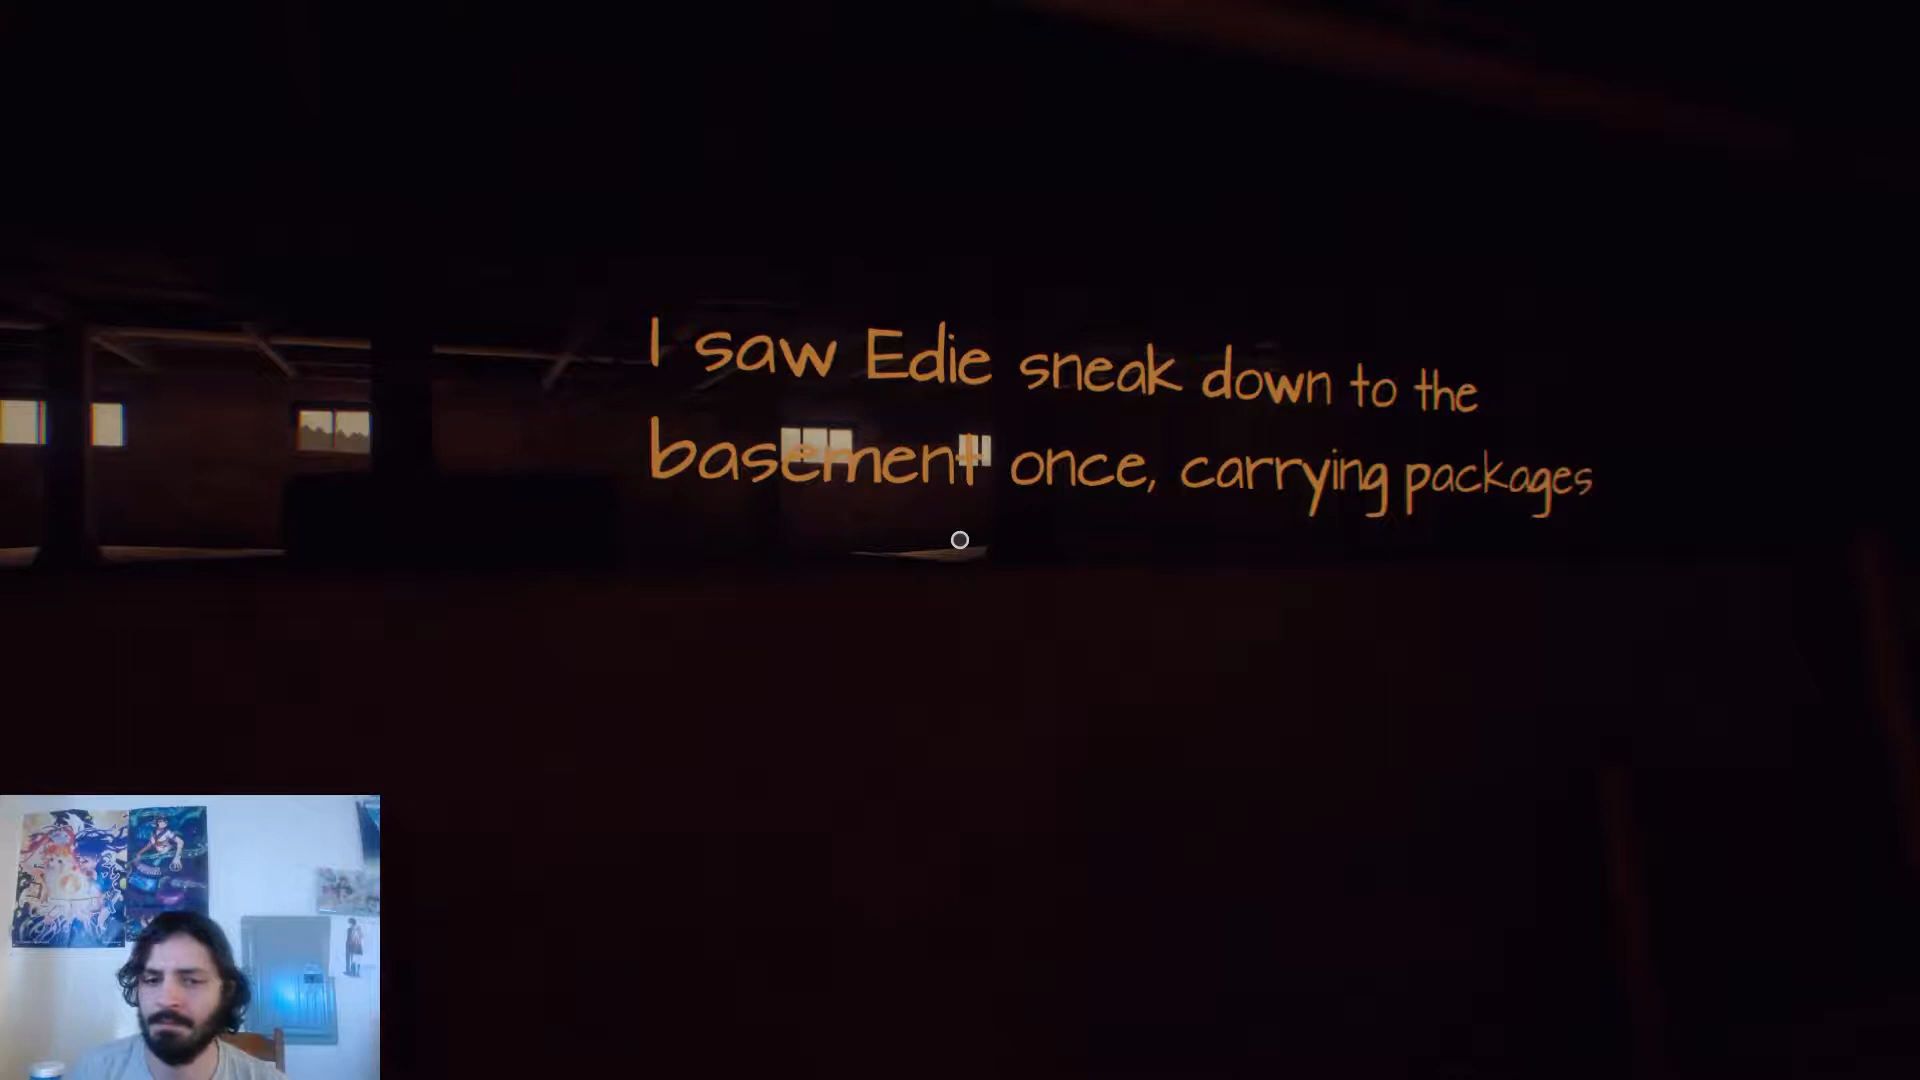 I saw Edie sneak down to the
basement once, carrying packages